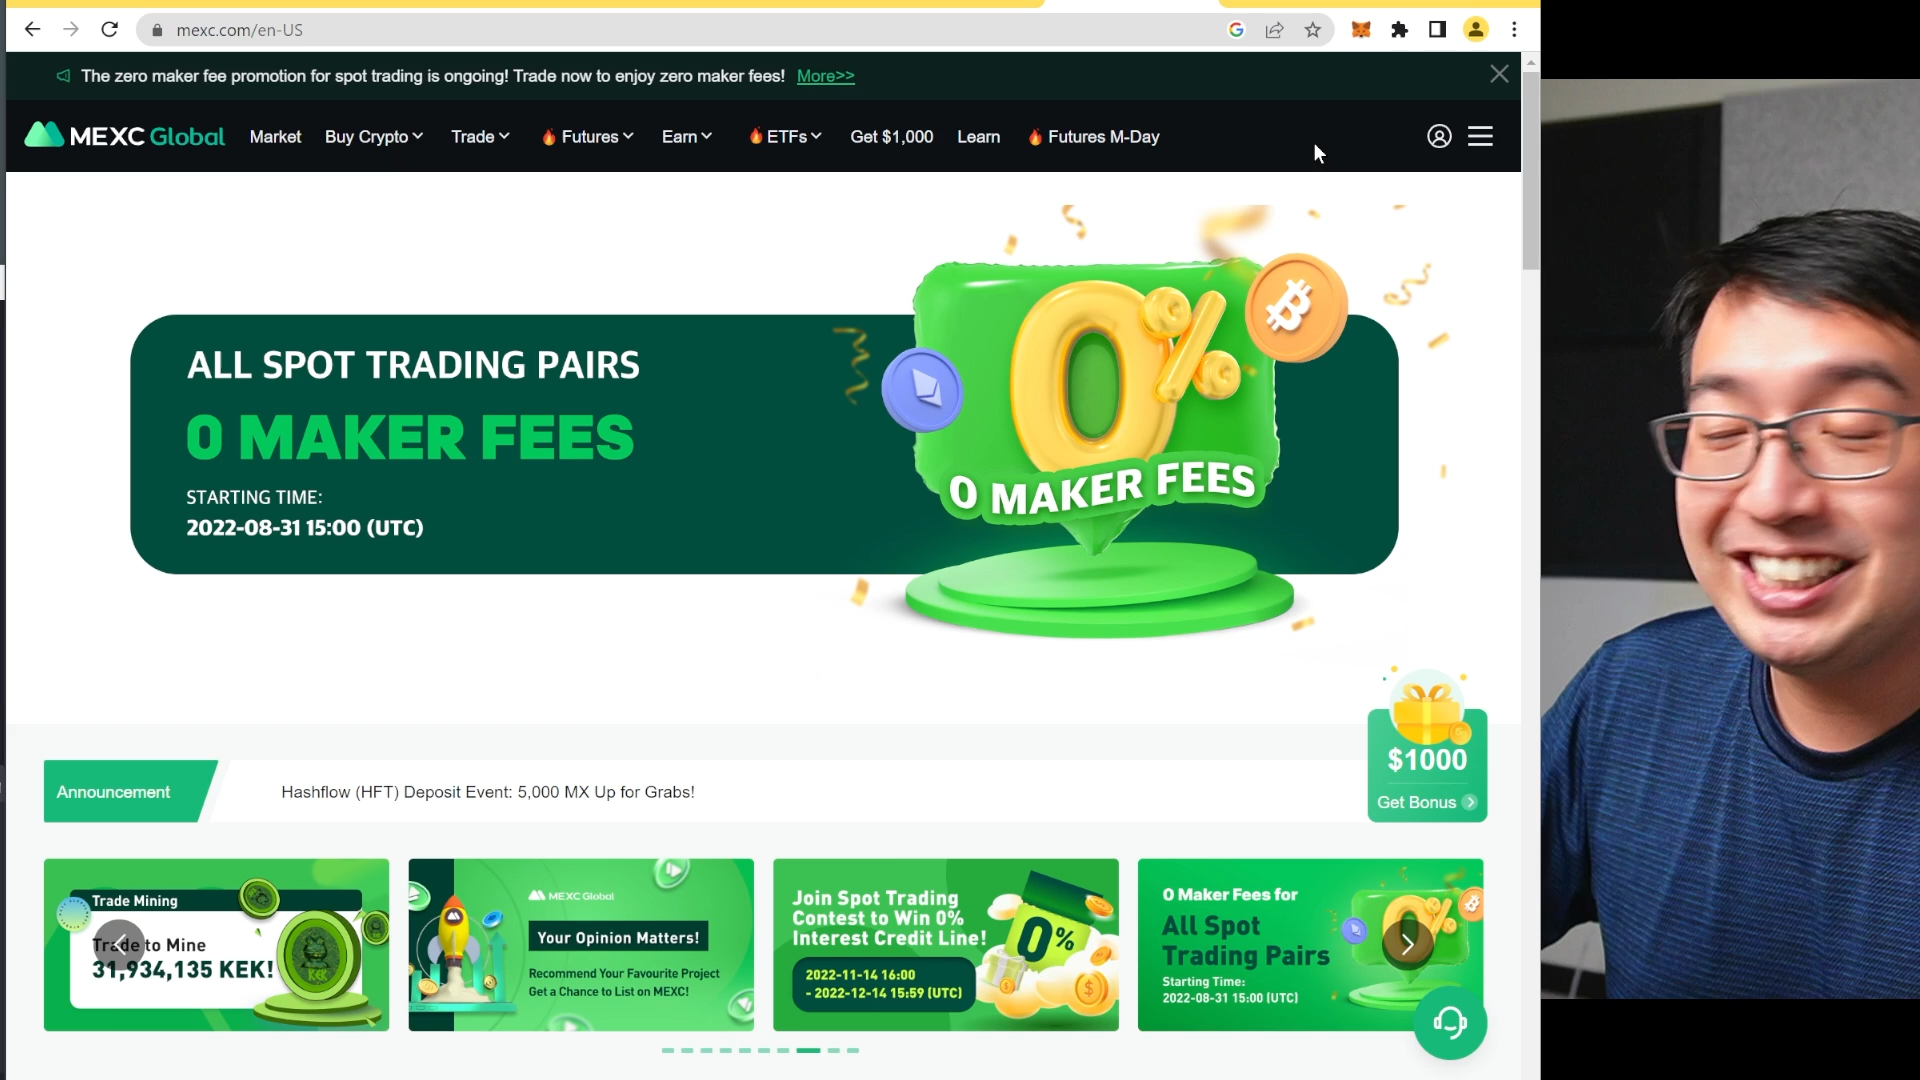 mexc.com/en-US
The zero maker fee promotion for spot trading is ongoing! Trade now to enjoy zero maker fees! More>>
MEXC Global Market Buy Crypto Trade Futures Earn ETFs Get $1,000 Learn Futures M-Day
ALL SPOT TRADING PAIRS
0 MAKER FEES
STARTING TIME:
2022-08-31 15:00 (UTC)
0%
0 MAKER FEES
$1000
Get Bonus
Announcement
Hashflow (HFT) Deposit Event: 5,000 MX Up for Grabs!
Trade Mining
Trade to Mine
31,934,135 KEK!
KEK
MEXC Global
Your Opinion Matters!
Recommend Your Favourite Project
Get a Chance to List on MEXC!
Join Spot Trading
Contest to Win 0%
Interest Credit Line!
2022-11-14 16:00
- 2022-12-14 15:59 (UTC)
0%
0 Maker Fees for
All Spot
Trading Pairs
Starting Time:
2022-08-31 15:00 (UTC)
0%